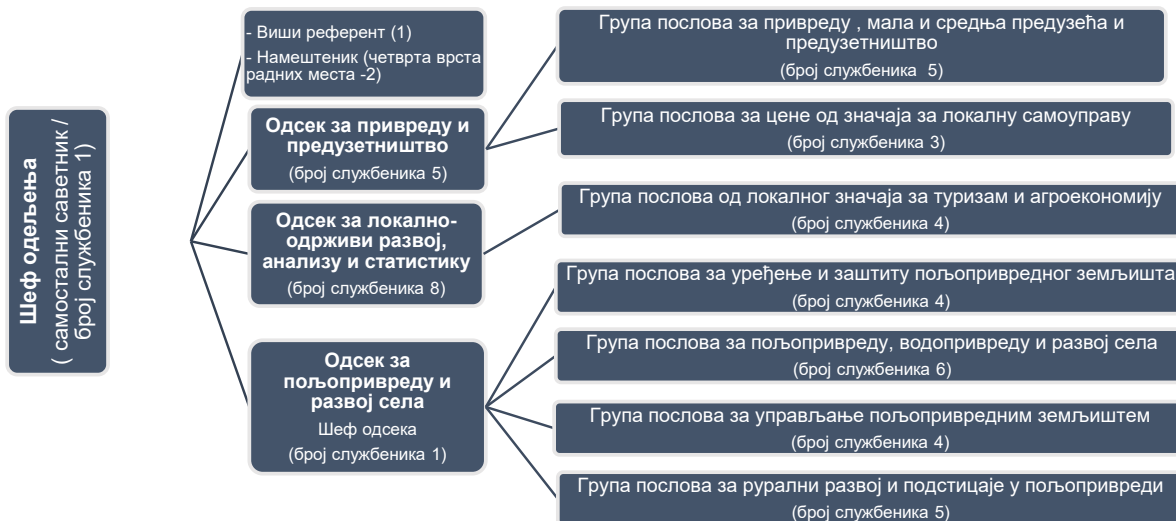 Шеф одељења
( самостални саветник /
број службеника 1)
- Виши референт (1)
- Намештеник (четврта врста
радних места -2)
Одсек за привреду и
предузетништво
(број службеника 5)
Одсек за локално-
одрживи развој,
анализу и статистику
(број службеника 8)
Одсек за
пољопривреду и
развој села
Шеф одсека
(број службеника 1)
Група послова за привреду , мала и средња предузећа и
предузетништво
(број службеника 5)
Група послова за цене од значаја за локалну самоуправу
(број службеника 3)
Група послова од локалног значаја за туризам и агроекономију
(број службеника 4)
Група послова за уређење и заштиту пољопривредног земљишта
(број службеника 4)
Група послова за пољопривреду, водопривреду и развој села
(број службеника 6)
Група послова за управљање пољопривредним земљиштем
(број службеника 4)
Група послова за рурални развој и подстицаје у пољопривреди
(број службеника 5)